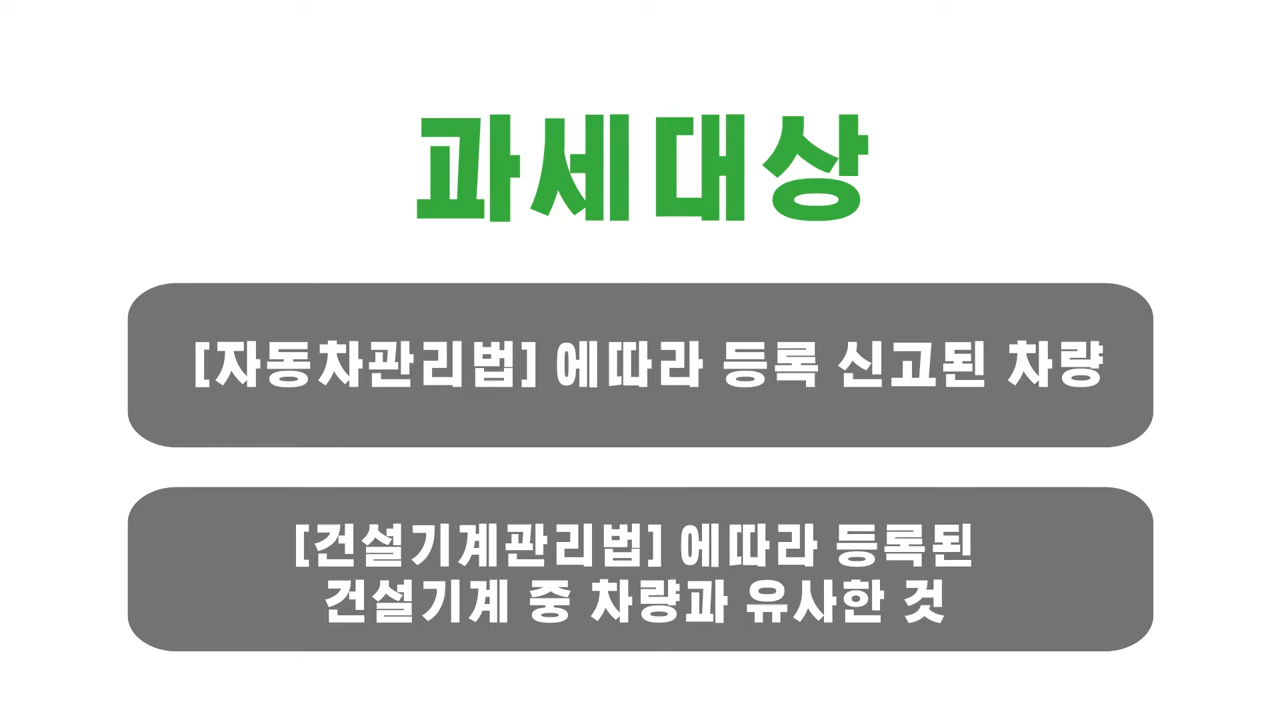 과세대상
[자동차관리법] 에따라 등록 신고된 차량
[건설기계관리법] 에따라 등록된
건설기계 중 차량과 유사한 것